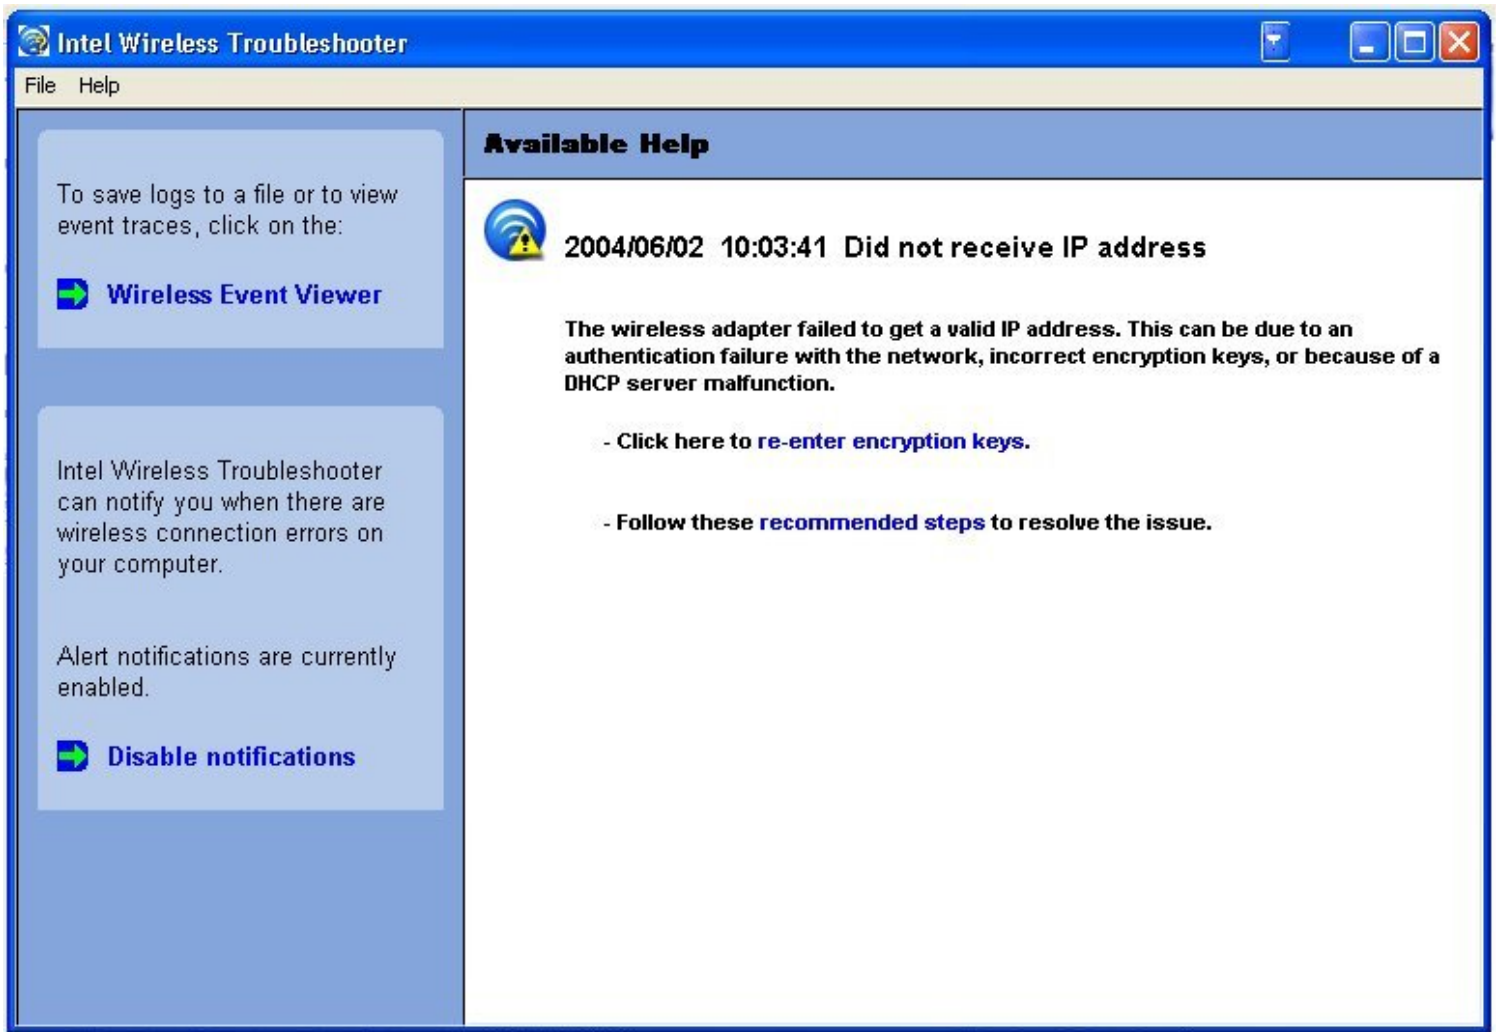 Intel Wireless Troubleshooter
File Help
To save logs to a file or to view
event traces, click on the:
Wireless Event Viewer
Intel Wireless Troubleshooter
can notify you when there are
wireless connection errors on
your computer.
Alert notifications are currently
enabled.
Disable notifications
Available Help
2004/06/02 10:03:41 Did not receive IP address
The wireless adapter failed to get a valid IP address. This can be due to an
authentication failure with the network, incorrect encryption keys, or because of a
DHCP server malfunction.
- Click here to re-enter encryption keys.
- Follow these recommended steps to resolve the issue.